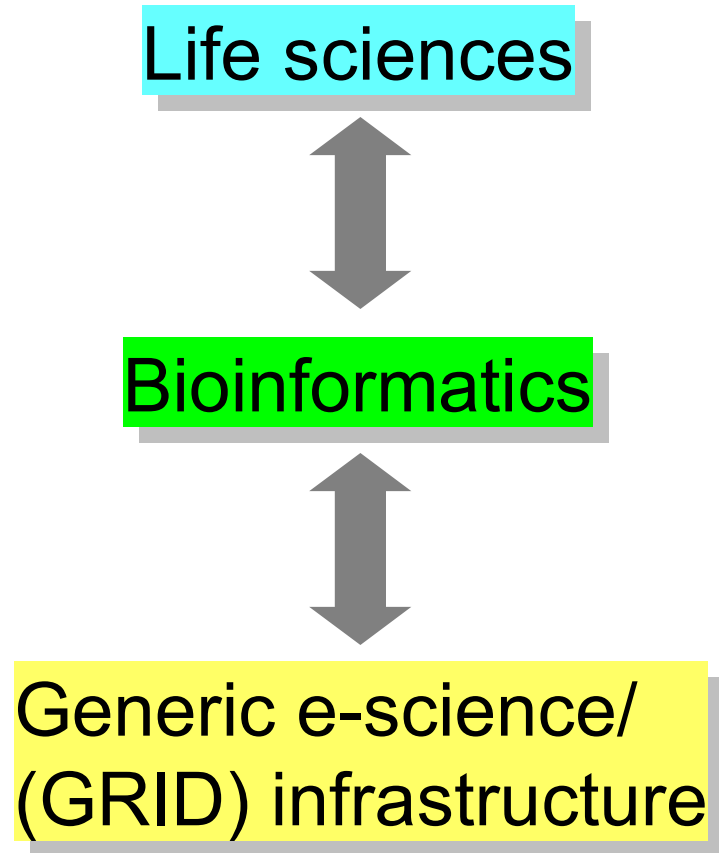 Life sciences
Bioinformatics
Generic e-science/
(GRID) infrastructure